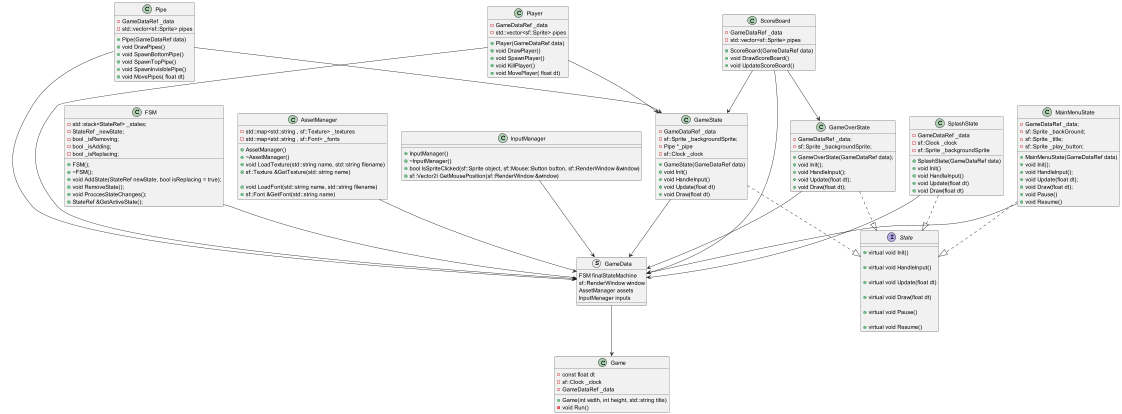 Pipe
GameDataRef _data
std::vector<sf::Sprite> pipes
Pipe(GameDataRef data)
void DrawPipes()
void SpawnBottomPipe()
void SpawnTopPipe()
void SpawnInvisiblePipe()
void MovePipes( float dt)
Player
GameDataRef _data
std::vector<sf::Sprite> pipes
Player(GameDataRef data)
void DrawPlayer()
void SpawnPlayer()
void KillPlayer()
void MovePlayer( float dt)
ScoreBoard
GameDataRef _data
std::vector<sf::Sprite> pipes
ScoreBoard(GameDataRef data)
void DrawScoreBoard()
void UpdateScoreBoard()
FSM
std::stack<StateRef> _states;
StateRef _newState;
bool _isRemoving;
bool _isAdding;
bool _isReplacing;
FSM();
~FSM();
void AddState(StateRef newState, bool isReplacing = true);
void RemoveState();
void ProccesStateChanges();
StateRef &GetActiveState();
AssetManager
std::map<std::string , sf::Texture> _textures
std::map<std::string , sf::Font> _fonts
AssetManager()
~AssetManager()
void LoadTexture(std::string name, std::string filename)
sf::Texture &GetTexture(std::string name)
void LoadFont(std::string name, std::string filename)
sf::Font &GetFont(std::string name)
InputManager
InputManager()
~InputManager()
bool IsSpriteClicked(sf::Sprite object, sf::Mouse::Button button, sf::RenderWindow &window)
sf::Vector2i GetMousePosition(sf::RenderWindow &window)
GameState
GameDataRef _data
sf::Sprite _backgroundSprite;
Pipe *_pipe
sf::Clock _clock
GameState(GameDataRef data)
void Init()
void HandleInput()
void Update(float dt)
void Draw(float dt)
GameOverState
GameDataRef _data;
sf::Sprite _backgroundSprite;
GameOverState(GameDataRef data);
void Init();
void HandleInput();
void Update(float dt);
void Draw(float dt);
SplashState
GameDataRef _data
sf::Clock _clock
sf::Sprite _backgroundSprite
SplashState(GameDataRef data)
void Init()
void HandleInput()
void Update(float dt)
void Draw(float dt)
MainMenuState
GameDataRef _data;
sf::Sprite _backGround;
sf::Sprite _title;
sf::Sprite _play_button;
MainMenuState(GameDataRef data)
void Init();
void HandleInput();
void Update(float dt);
void Draw(float dt);
void Pause()
void Resume()
State
virtual void Init()
virtual void HandleInput()
virtual void Update(float dt)
virtual void Draw(float dt)
virtual void Pause()
virtual void Resume()
GameData
FSM finalStateMachine
sf::RenderWindow window
AssetManager assets
InputManager inputs
Game
const float dt
sf::Clock _clock
GameDataRef _data
Game(int width, int height, std::string title)
void Run()